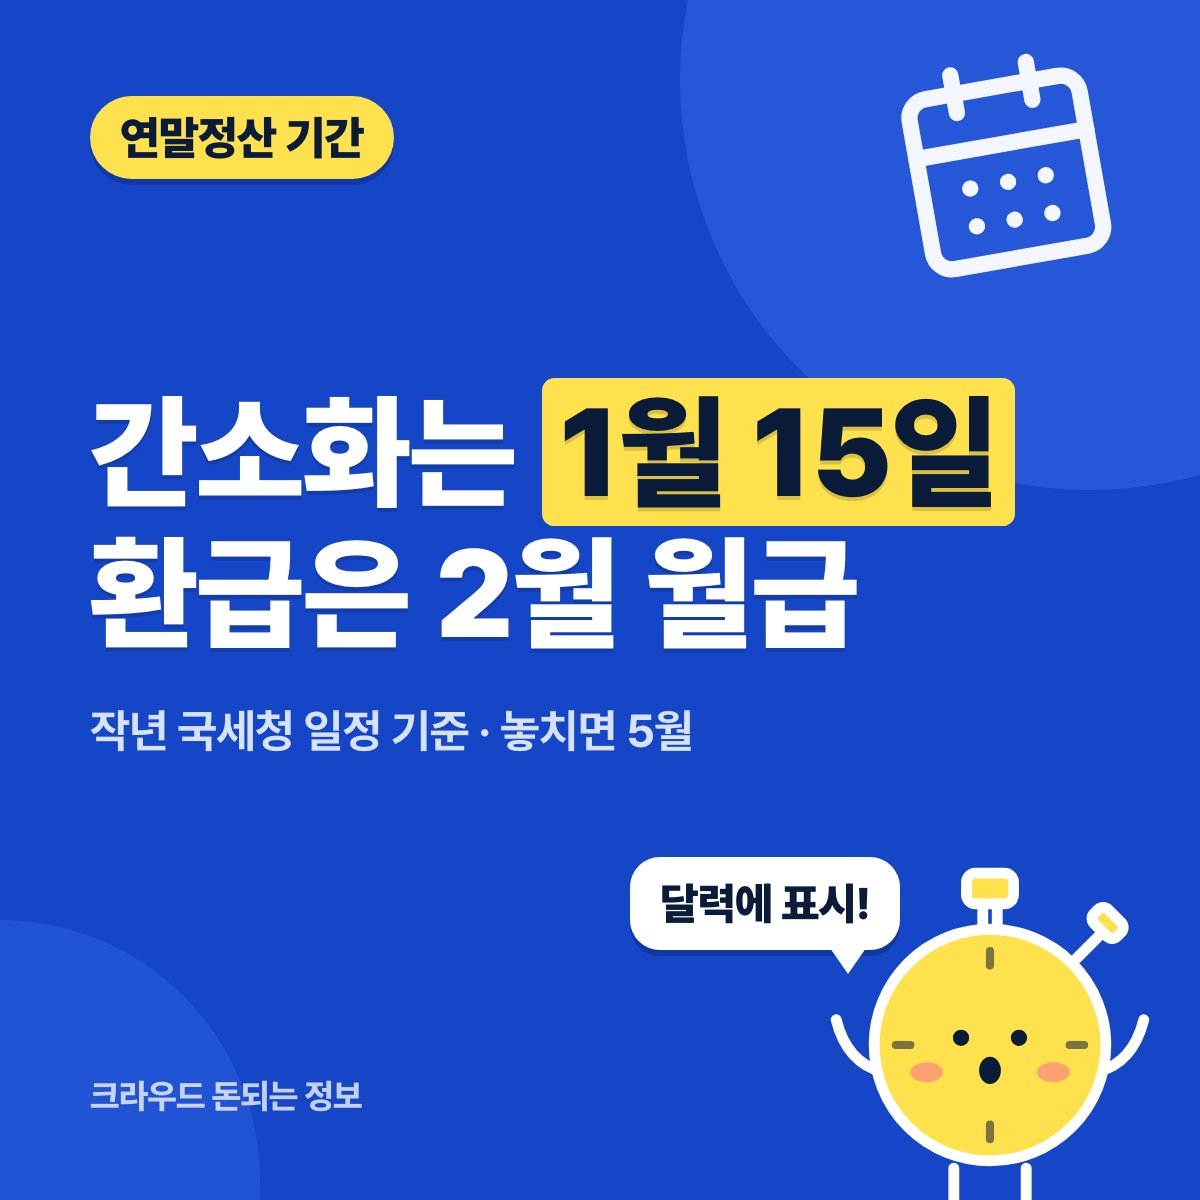 연말정산 기간
간소화는 1월 15일
환급은 2월 월급
작년 국세청 일정 기준 · 놓치면 5월
달력에 표시!
크라우드 돈되는 정보